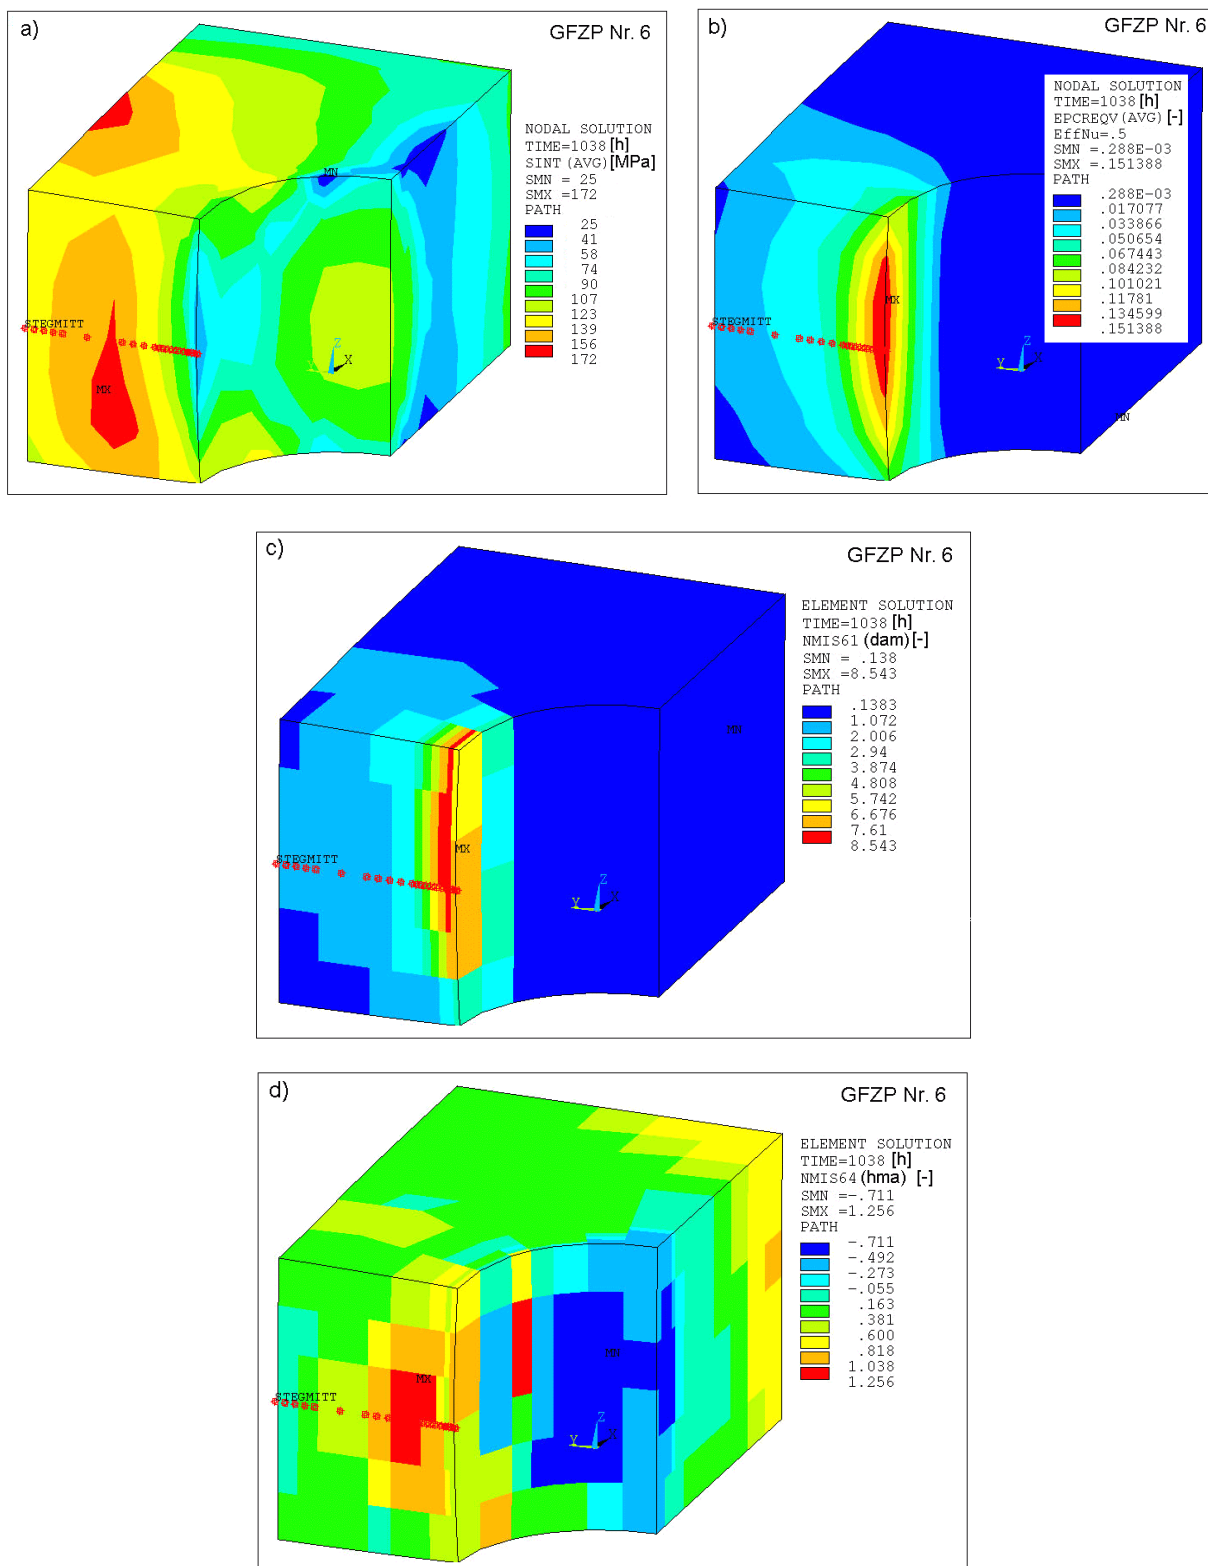 a)
GFZP Nr. 6
NODAL SOLUTION
TIME=1038 [h]
SINT (AVG) [MPa]
SMN = 25
SMX =172
PATH
25
41
58
74
90
107
123
139
156
172
MN
STEGMITT
MX
Z
Y
X
b)
GFZP Nr. 6
NODAL SOLUTION
TIME=1038 [h]
EPCREQV (AVG) [-]
EffNu=.5
SMN =.288E-03
SMX =.151388
PATH
.288E-03
.017077
.033866
.050654
.067443
.084232
.101021
.11781
.134599
.151388
MX
STEGMITT
Z
Y
X
MN
c)
GFZP Nr. 6
ELEMENT SOLUTION
TIME=1038 [h]
NMIS61 (dam) [-]
SMN = .138
SMX =8.543
PATH
.1383
1.072
2.006
2.94
3.874
4.808
5.742
6.676
7.61
8.543
MN
MX
STEGMITT
Z
Y
X
d)
GFZP Nr. 6
ELEMENT SOLUTION
TIME=1038 [h]
NMIS64 (hma) [-]
SMN =-.711
SMX =1.256
PATH
-.711
-.492
-.273
-.055
.163
.381
.600
.818
1.038
1.256
MN
MX
STEGMITT
Z
Y
X